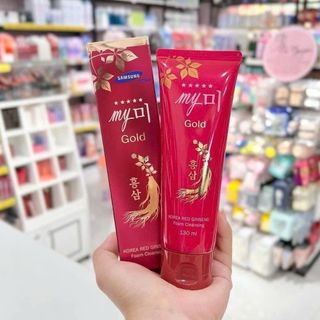 SAMSUNG
my미
Gold
홍삼
KOREA RED GINSENG
Foam Cleansing
my미
Gold
홍삼
KOREA RED GINSENG
Foam Cleansing
130 ml